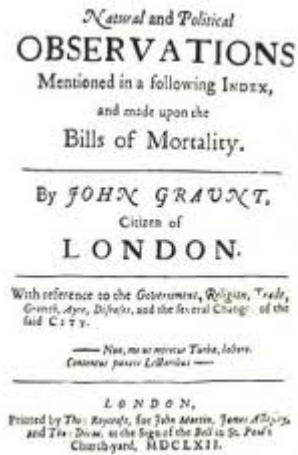 Natural and Political
OBSERVATIONS
Mentioned in a following INDEX,
and made upon the
Bills of Mortality.
By JOHN GRAUNT,
Citizen of
LONDON.
With reference to the Government, Religion, Trade,
Growth, Ayre, Diseases, and the several Changes of the
said CITY.
—— Non, me ut miretur Turba, laboro.
Contentus paucis Lectoribus ——
LONDON,
Printed by Tho: Roycroft, for John Martin, James Allestry,
and Tho: Dicas, at the Sign of the Bell in St. Paul's
Church-yard, MDCLXII.